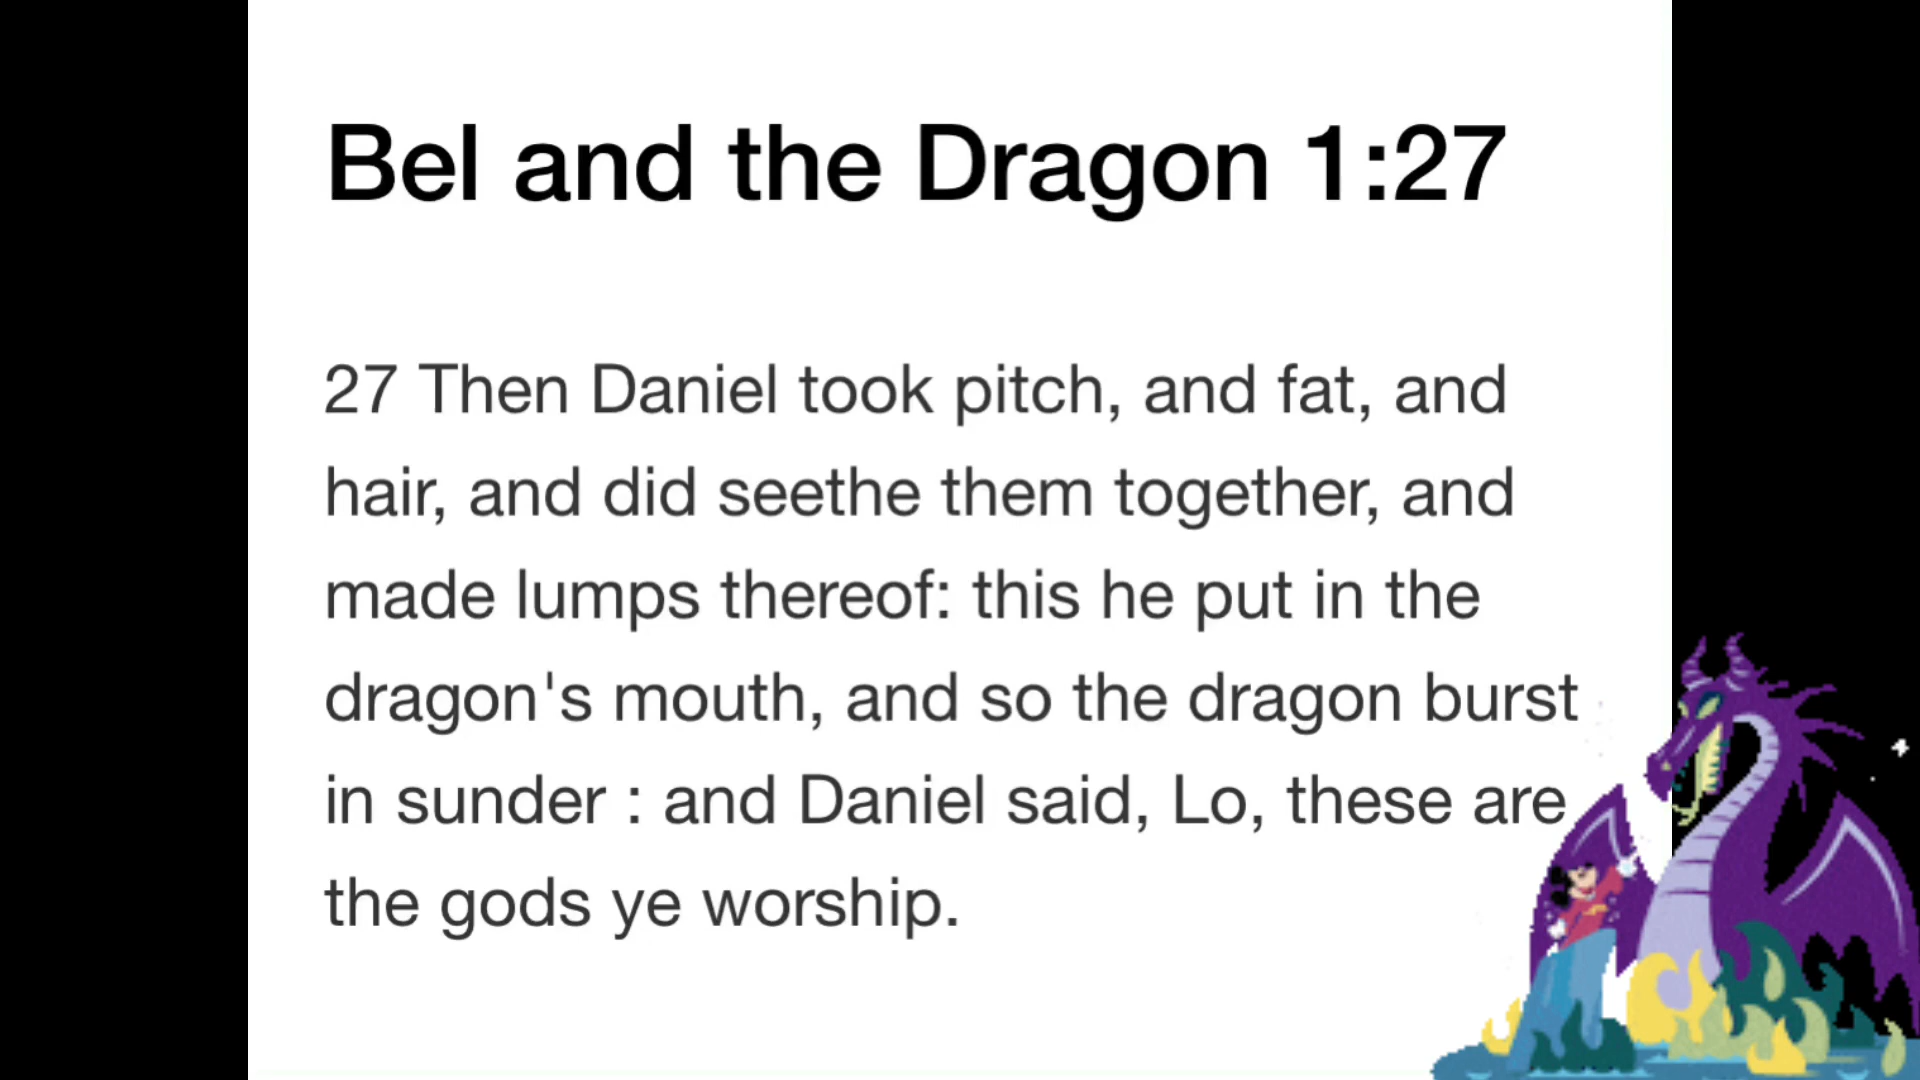 Bel and the Dragon 1:27
27 Then Daniel took pitch, and fat, and
hair, and did seethe them together, and
made lumps thereof: this he put in the
dragon's mouth, and so the dragon burst
in sunder : and Daniel said, Lo, these are
the gods ye worship.